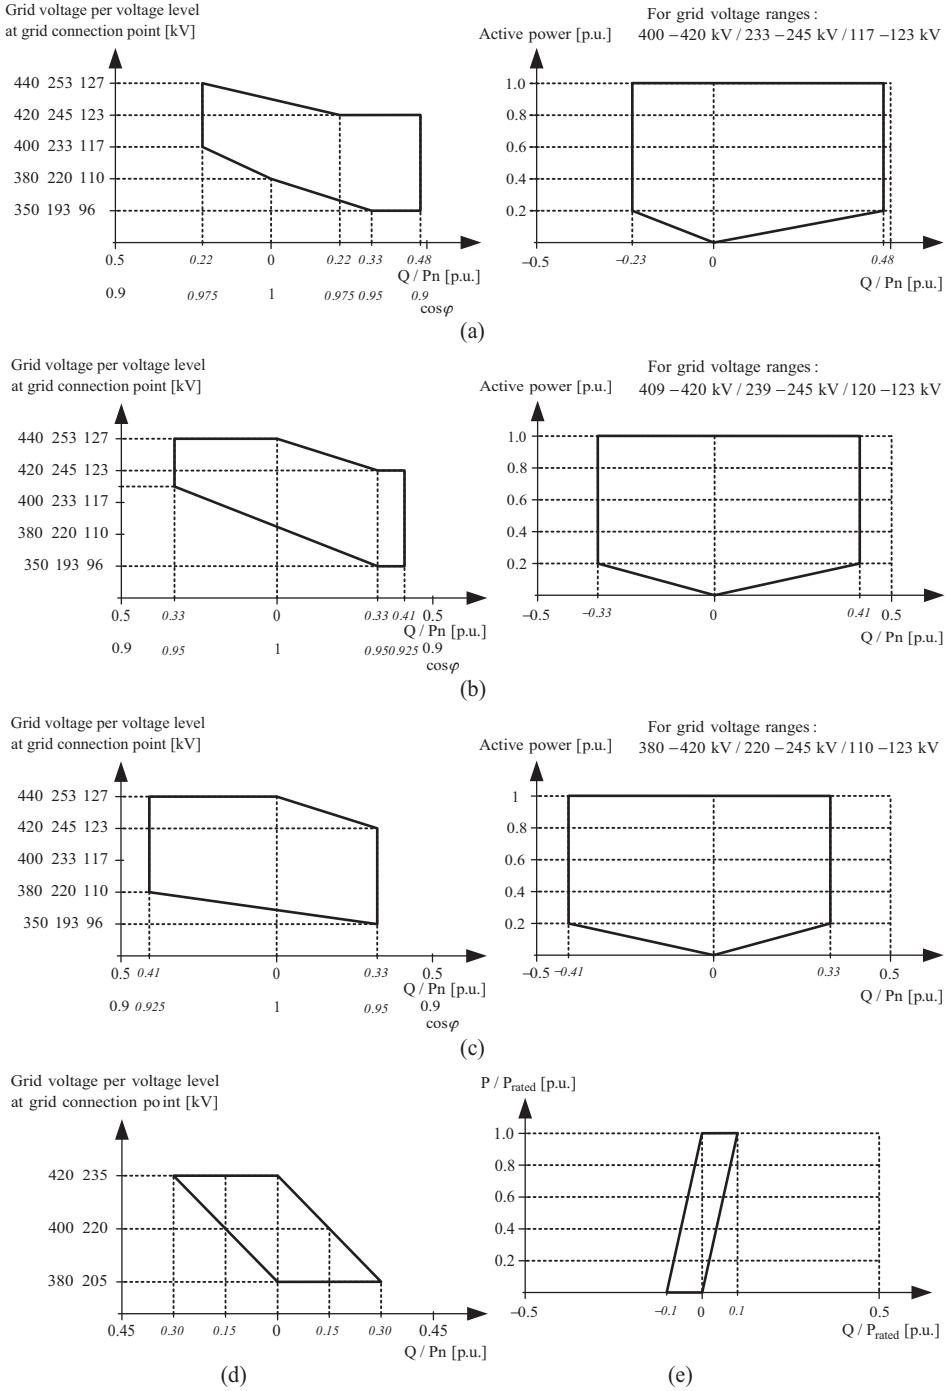 Grid voltage per voltage level
at grid connection point [kV]
440 253 127
420 245 123
400 233 117
380 220 110
350 193 96
0.5 0.22 0 0.22 0.33 0.48
Q / Pn [p.u.]
0.9 0.975 1 0.975 0.95 0.9
cosφ
For grid voltage ranges :
Active power [p.u.] 400 –420 kV / 233 –245 kV / 117 –123 kV
1.0
0.8
0.6
0.4
0.2
–0.5 –0.23 0 0.48
Q / Pn [p.u.]
(a)
Grid voltage per voltage level
at grid connection point [kV]
440 253 127
420 245 123
400 233 117
380 220 110
350 193 96
0.5 0.33 0 0.33 0.41 0.5
Q / Pn [p.u.]
0.9 0.95 1 0.95 0.925 0.9
cosφ
For grid voltage ranges :
Active power [p.u.] 409 –420 kV / 239 –245 kV / 120 –123 kV
1.0
0.8
0.6
0.4
0.2
–0.5 –0.33 0 0.41 0.5
Q / Pn [p.u.]
(b)
Grid voltage per voltage level
at grid connection point [kV]
440 253 127
420 245 123
400 233 117
380 220 110
350 193 96
0.5 0.41 0 0.33 0.5
Q / Pn [p.u.]
0.9 0.925 1 0.95 0.9
cosφ
For grid voltage ranges :
Active power [p.u.] 380 –420 kV / 220 –245 kV / 110 –123 kV
1
0.8
0.6
0.4
0.2
–0.5 –0.41 0 0.33 0.5
Q / Pn [p.u.]
(c)
Grid voltage per voltage level
at grid connection point [kV]
420 235
400 220
380 205
0.45 0.30 0.15 0 0.15 0.30 0.45
Q / Pn [p.u.]
(d)
P / Prated [p.u.]
1.0
0.8
0.6
0.4
0.2
–0.5 –0.1 0 0.1 0.5
Q / Prated [p.u.]
(e)